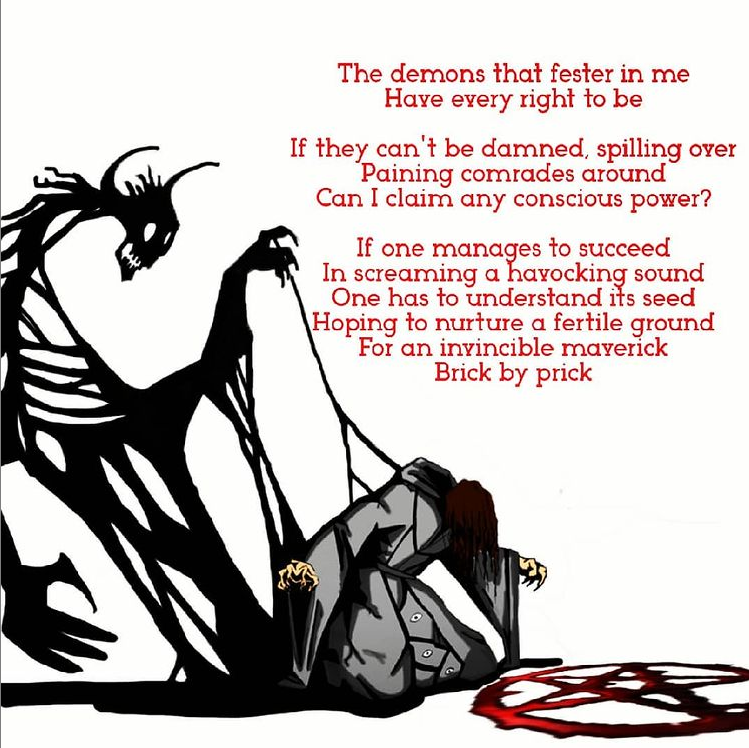 The demons that fester in me
Have every right to be
If they can't be damned, spilling over
Paining comrades around
Can I claim any conscious power?
If one manages to succeed
In screaming a havocking sound
One has to understand its seed
Hoping to nurture a fertile ground
For an invincible maverick
Brick by prick